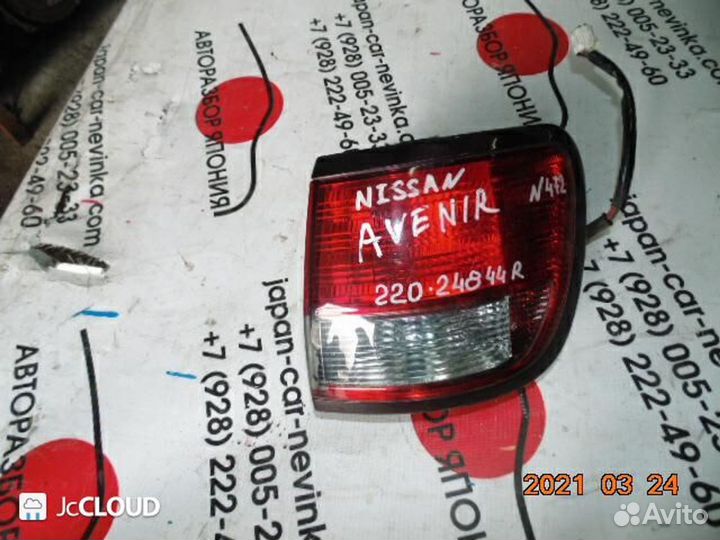 NISSAN
AVENIR
N472
220-24844R
АВТОРАЗБОР ЯПОНИЯ
japan-car-nevinka.com
+7 (928) 005-23-33
+7 (928) 222-49-60
2021 03 24
JcCLOUD
Avito